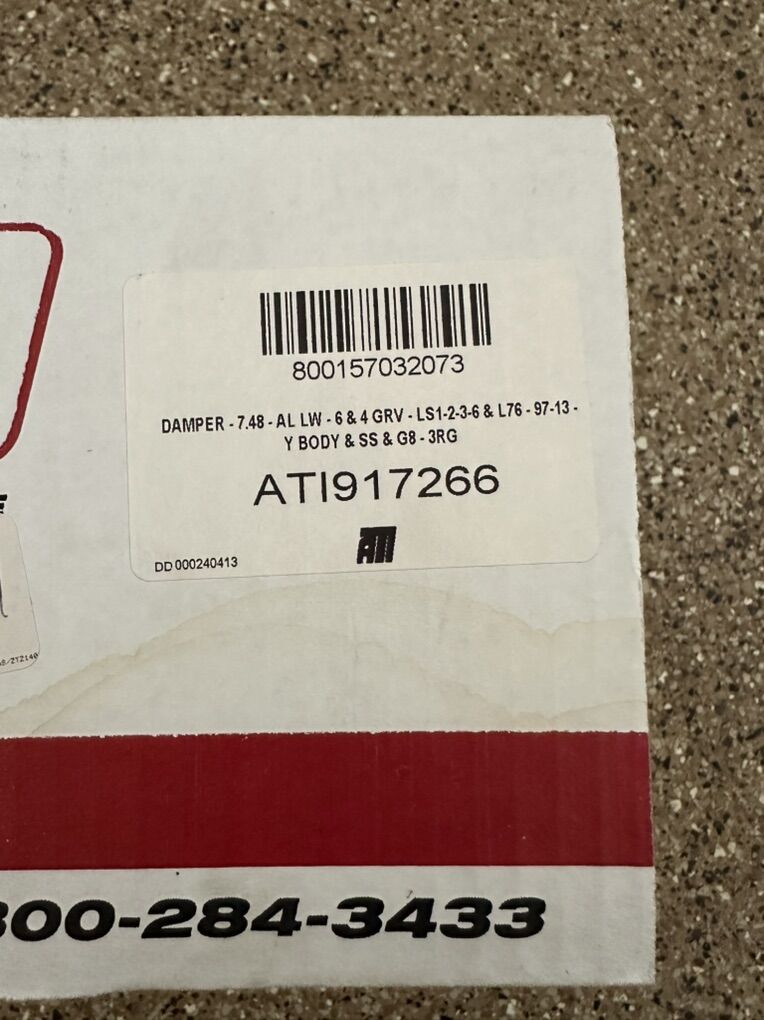 800157032073
DAMPER - 7.48 - AL LW - 6 & 4 GRV - LS1-2-3-6 & L76 - 97-13 -
Y BODY & SS & G8 - 3RG
ATI917266
ATI
DD 000240413
800-284-3433